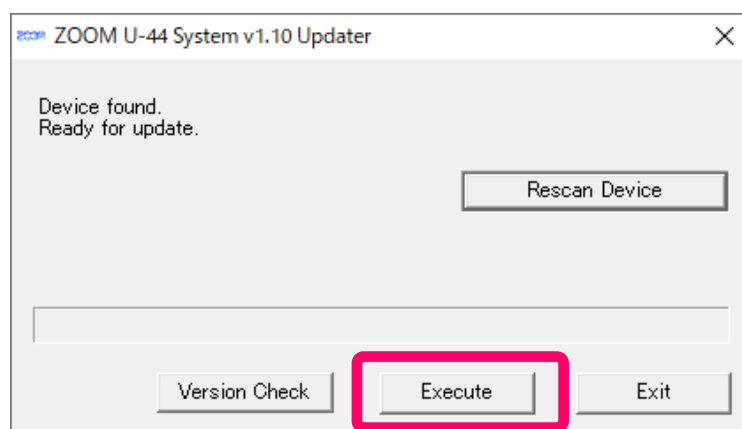 ZOOM ZOOM U-44 System v1.10 Updater
Device found.
Ready for update.
Rescan Device
Version Check Execute Exit